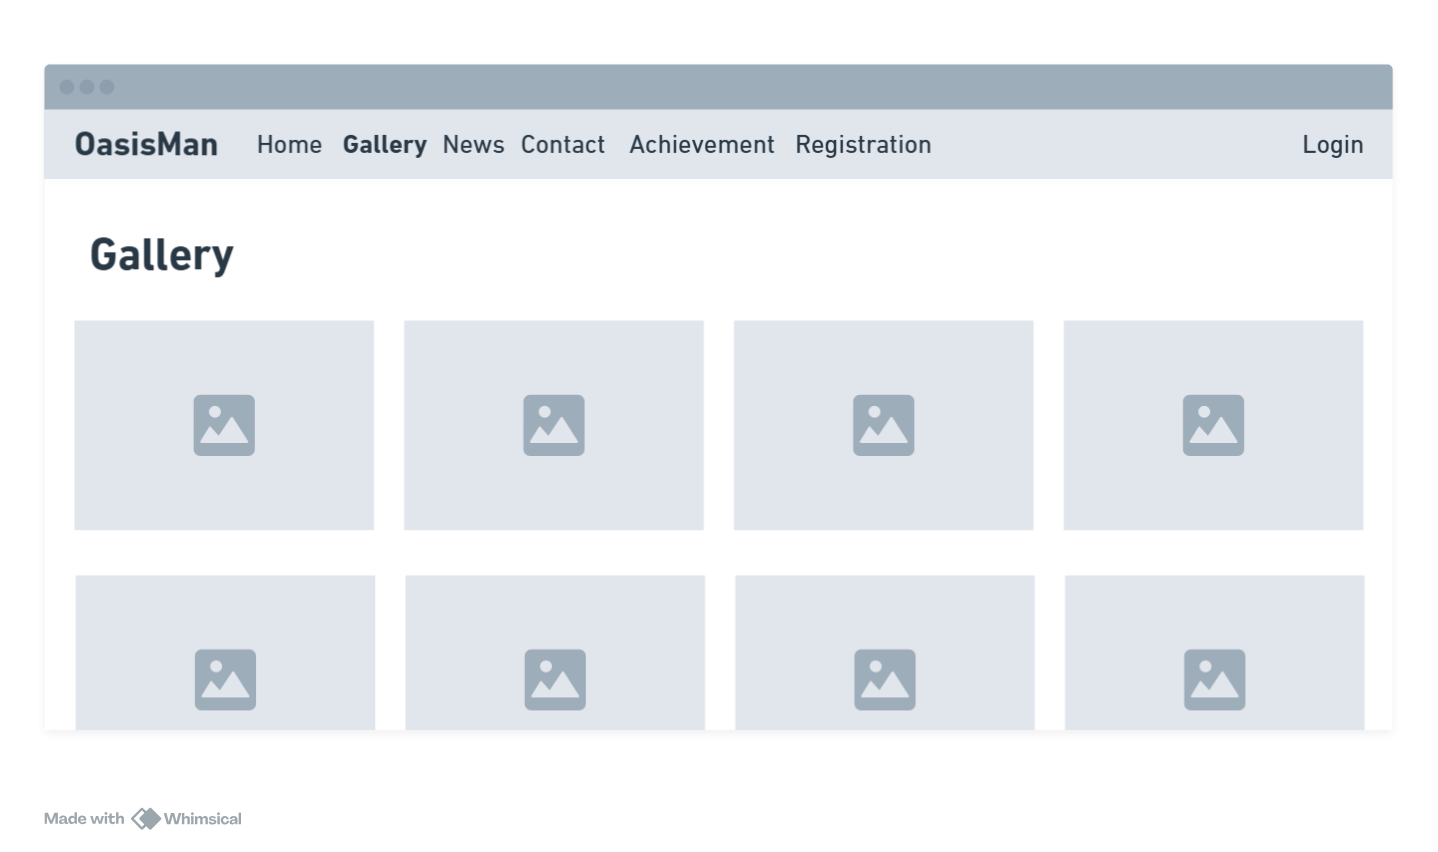 OasisMan Home Gallery News Contact Achievement Registration Login
Gallery
Made with Whimsical